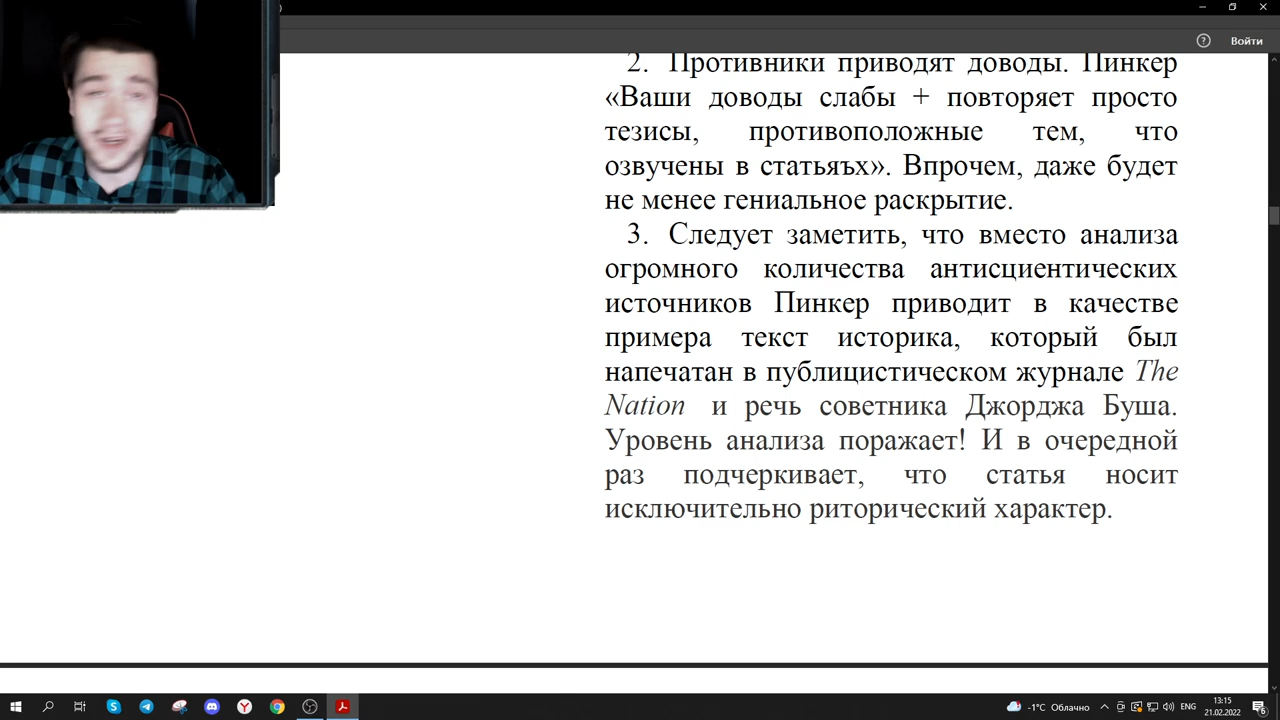 Войти
2. Противники приводят доводы. Пинкер
«Ваши доводы слабы + повторяет просто
тезисы, противоположные тем, что
озвучены в статьяъх». Впрочем, даже будет
не менее гениальное раскрытие.
3. Следует заметить, что вместо анализа
огромного количества антисциентических
источников Пинкер приводит в качестве
примера текст историка, который был
напечатан в публицистическом журнале The
Nation и речь советника Джорджа Буша.
Уровень анализа поражает! И в очередной
раз подчеркивает, что статья носит
исключительно риторический характер.
-1°C Облачно
ENG
13:15
21.02.2022
6